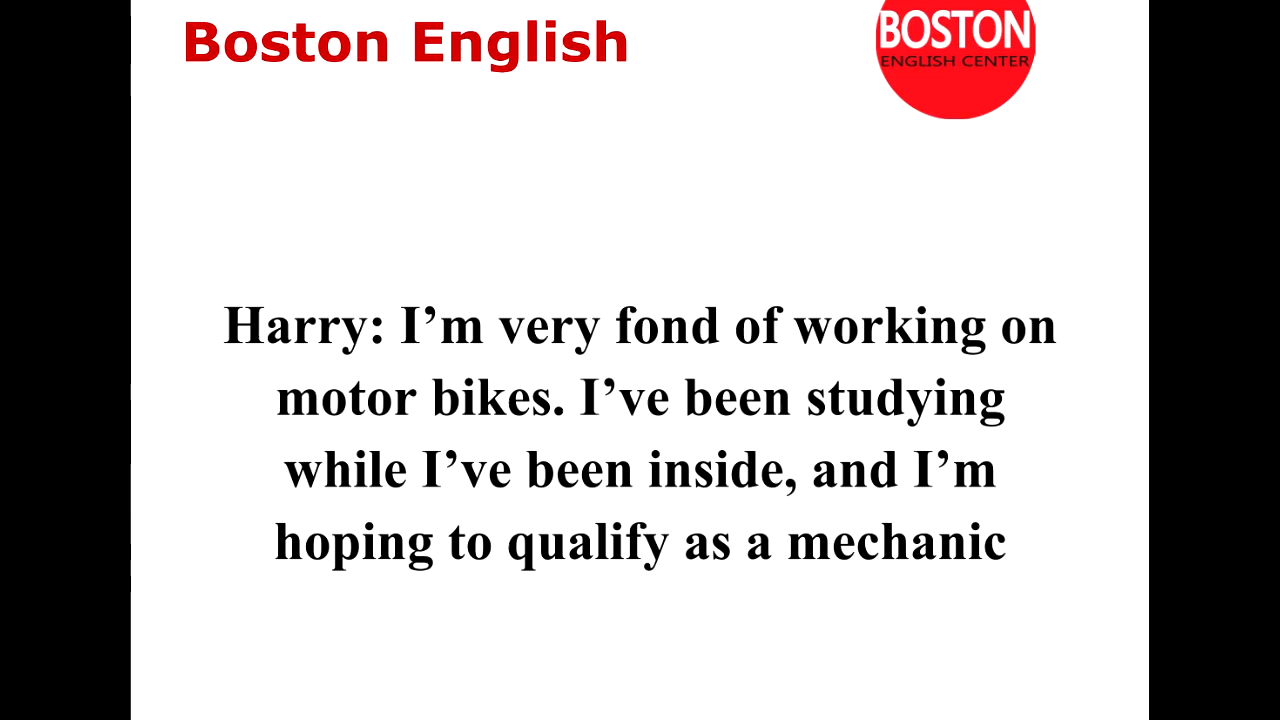 Boston English
BOSTON
ENGLISH CENTER
Harry: I’m very fond of working on
motor bikes. I’ve been studying
while I’ve been inside, and I’m
hoping to qualify as a mechanic